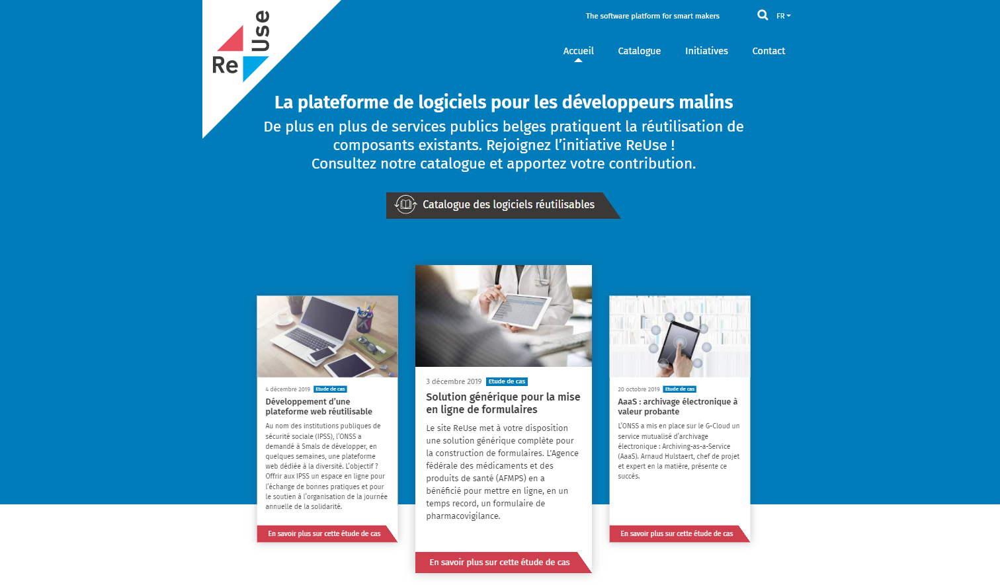 Re
Use
The software platform for smart makers
FR
Accueil
Catalogue
Initiatives
Contact
La plateforme de logiciels pour les développeurs malins
De plus en plus de services publics belges pratiquent la réutilisation de
composants existants. Rejoignez l’initiative ReUse !
Consultez notre catalogue et apportez votre contribution.
Catalogue des logiciels réutilisables
4 décembre 2019 Etude de cas
Développement d’une
plateforme web réutilisable
Au nom des institutions publiques de
sécurité sociale (IPSS), l’ONSS a
demandé à Smals de développer, en
quelques semaines, une plateforme
web dédiée à la diversité. L’objectif ?
Offrir aux IPSS un espace en ligne pour
l’échange de bonnes pratiques et pour
le soutien à l’organisation de la journée
annuelle de la solidarité.
En savoir plus sur cette étude de cas
3 décembre 2019 Etude de cas
Solution générique pour la mise
en ligne de formulaires
Le site ReUse met à votre disposition
une solution générique complète pour
la construction de formulaires. L'Agence
fédérale des médicaments et des
produits de santé (AFMPS) en a
bénéficié pour mettre en ligne, en un
temps record, un formulaire de
pharmacovigilance.
En savoir plus sur cette étude de cas
20 octobre 2019 Etude de cas
AaaS : archivage électronique à
valeur probante
L’ONSS a mis en place sur le G-Cloud un
service mutualisé d’archivage
électronique : Archiving-as-a-Service
(AaaS). Arnaud Hulstaert, chef de projet
et expert en la matière, présente ce
succès.
En savoir plus sur cette étude de cas